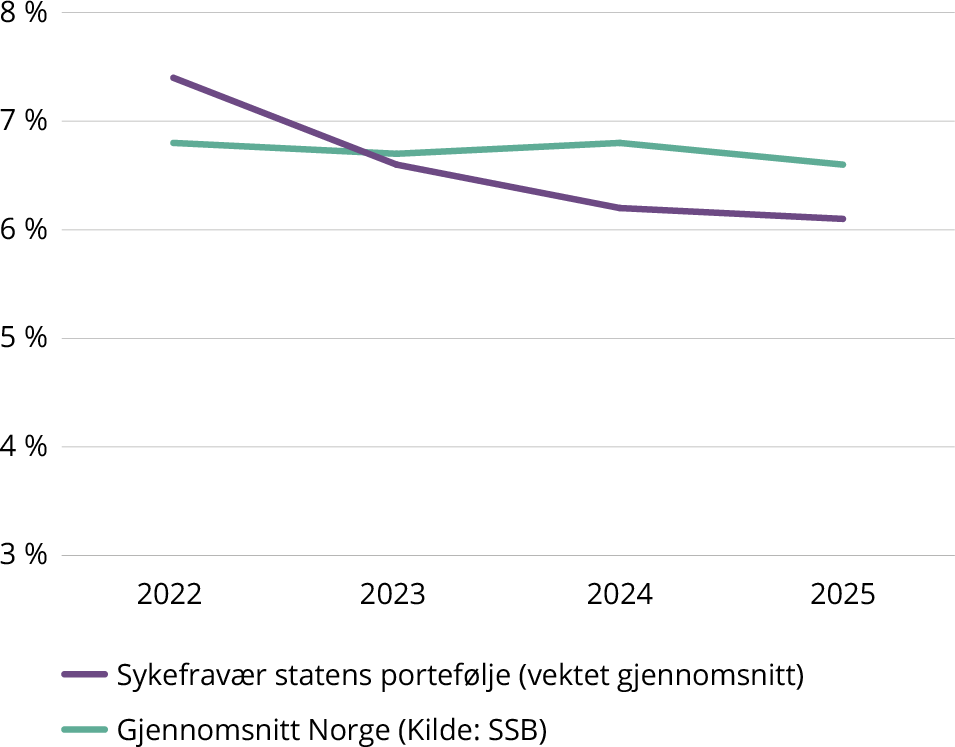 8 %
7 %
6 %
5 %
4 %
3 %
2022 2023 2024 2025
Sykefravær statens portefølje (vektet gjennomsnitt)
Gjennomsnitt Norge (Kilde: SSB)